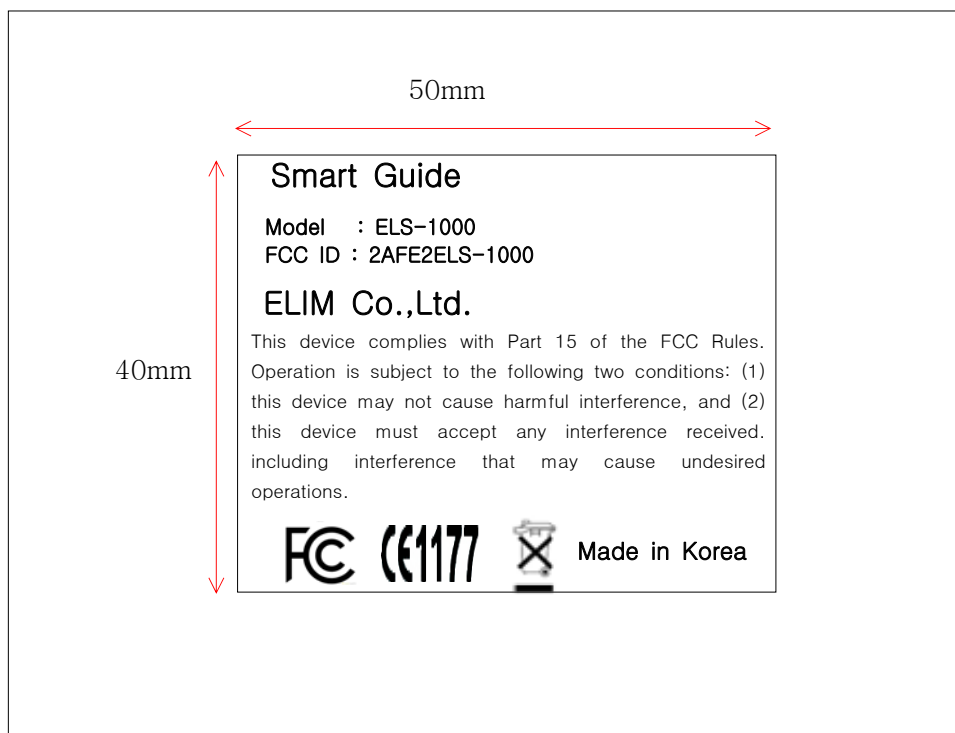 50mm
Smart Guide
Model : ELS-1000
FCC ID : 2AFE2ELS-1000
ELIM Co.,Ltd.
This device complies with Part 15 of the FCC Rules.
40mm
Operation is subject to the following two conditions: (1)
this device may not cause harmful interference, and (2)
this device must accept any interference received.
including interference that may cause undesired
operations.
FC CE1177 Made in Korea